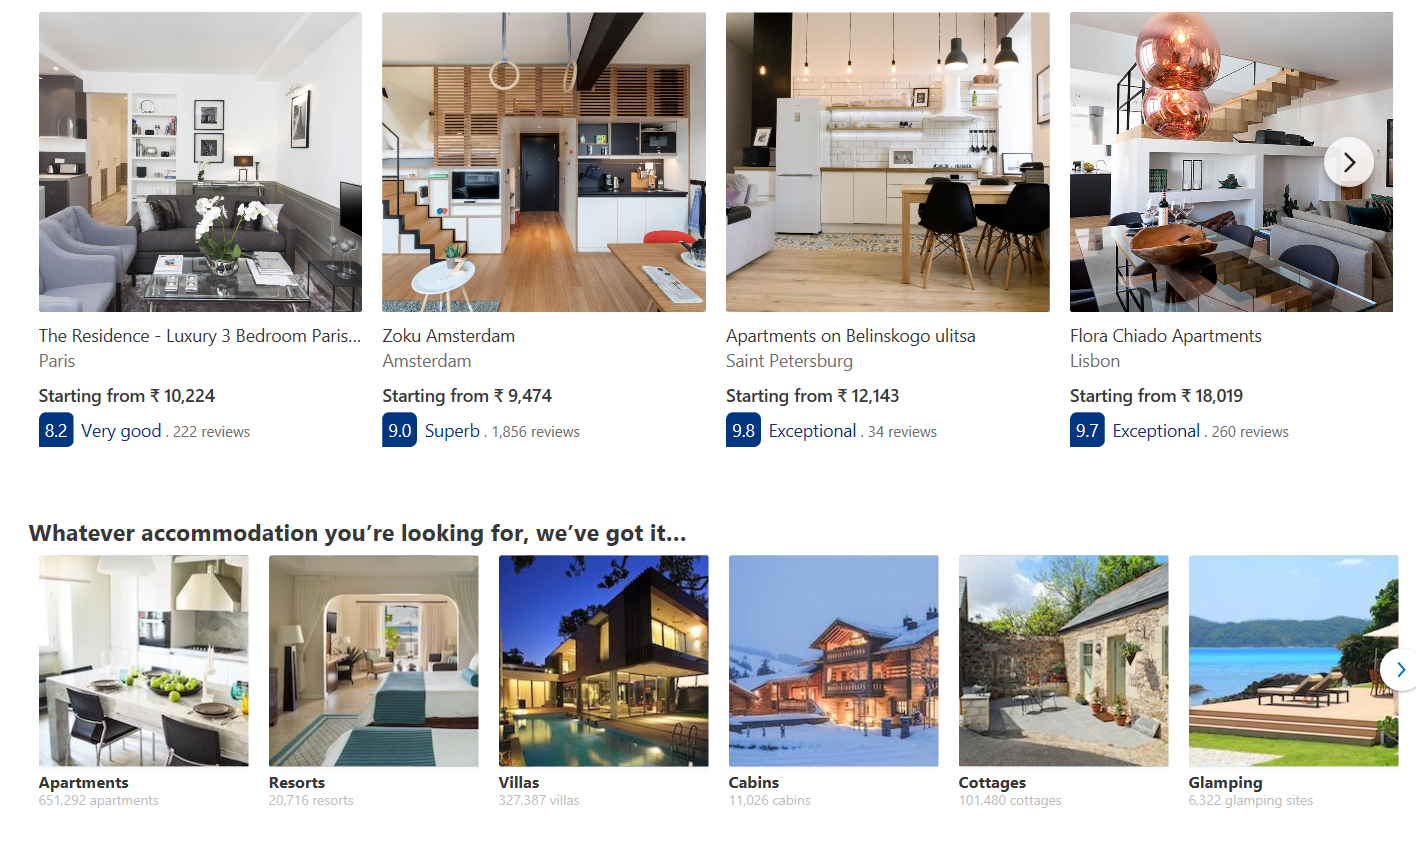 The Residence - Luxury 3 Bedroom Paris...
Paris
Starting from ₹ 10,224
8.2 Very good . 222 reviews
Zoku Amsterdam
Amsterdam
Starting from ₹ 9,474
9.0 Superb . 1,856 reviews
Apartments on Belinskogo ulitsa
Saint Petersburg
Starting from ₹ 12,143
9.8 Exceptional . 34 reviews
Flora Chiado Apartments
Lisbon
Starting from ₹ 18,019
9.7 Exceptional . 260 reviews
Whatever accommodation you’re looking for, we’ve got it...
Apartments
651,292 apartments
Resorts
20,716 resorts
Villas
327,387 villas
Cabins
11,026 cabins
Cottages
101,480 cottages
Glamping
6,322 glamping sites